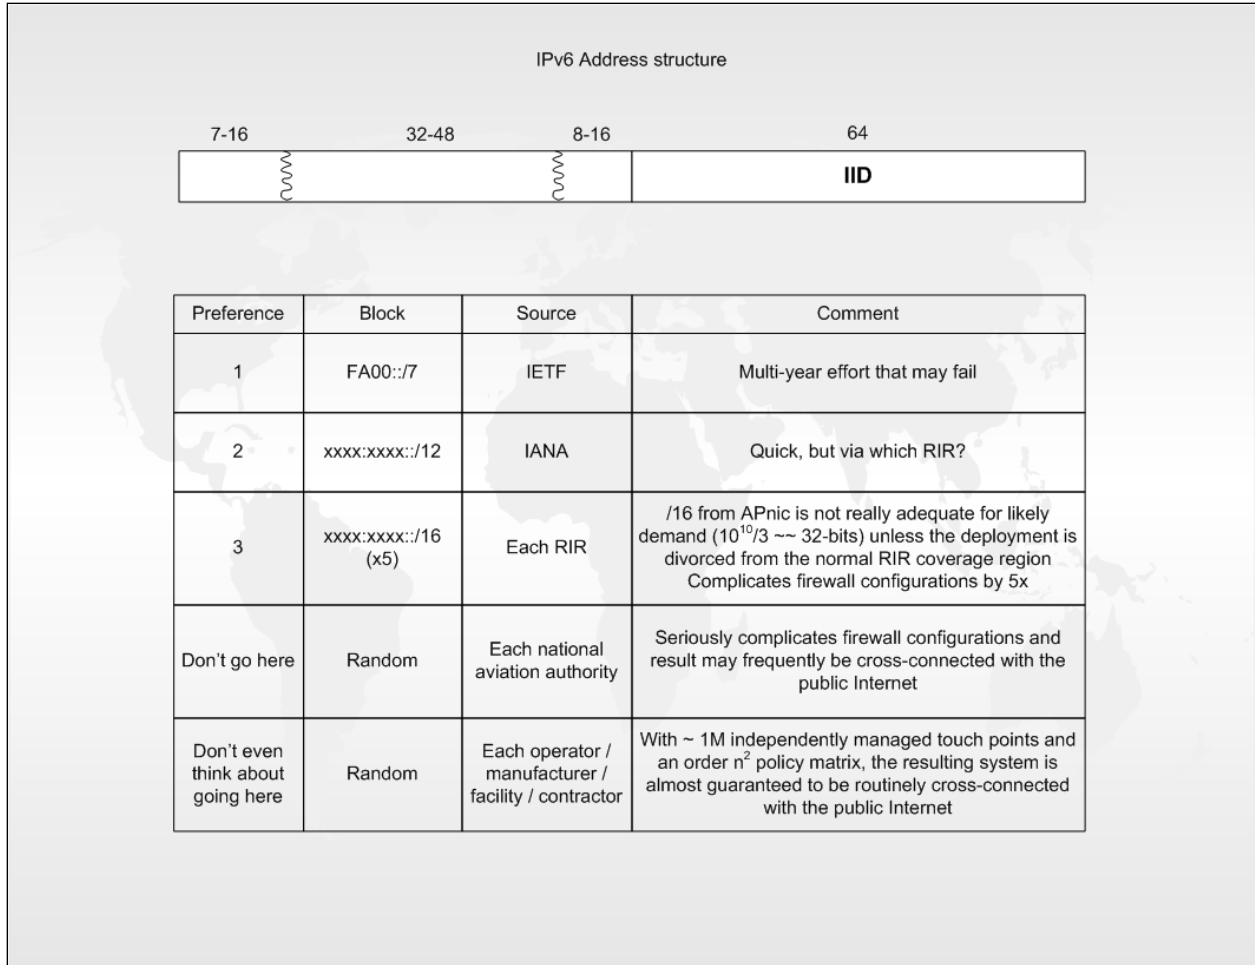 IPv6 Address structure
7-16 32-48 8-16 64
IID
Preference Block Source Comment
1 FA00::/7 IETF Multi-year effort that may fail
2 xxxx:xxxx::/12 IANA Quick, but via which RIR?
3
xxxx:xxxx::/16
(x5)
Each RIR
/16 from APnic is not really adequate for likely
demand (10^10/3 ~~ 32-bits) unless the deployment is
divorced from the normal RIR coverage region
Complicates firewall configurations by 5x
Don't go here
Random
Each national
aviation authority
Seriously complicates firewall configurations and
result may frequently be cross-connected with the
public Internet
Don't even
think about
going here
Random
Each operator /
manufacturer /
facility / contractor
With ~ 1M independently managed touch points and
an order n² policy matrix, the resulting system is
almost guaranteed to be routinely cross-connected
with the public Internet